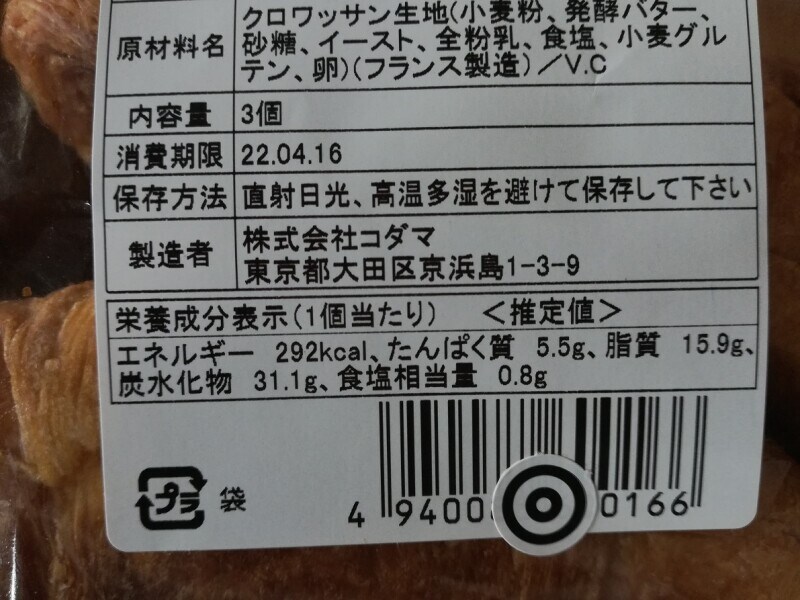 原材料名
クロワッサン生地(小麦粉、発酵バター、
砂糖、イースト、全粉乳、食塩、小麦グル
テン、卵)(フランス製造)/V.C
内容量 3個
消費期限 22.04.16
保存方法 直射日光、高温多湿を避けて保存して下さい
製造者
株式会社コダマ
東京都大田区京浜島1-3-9
栄養成分表示(1個当たり) <推定値>
エネルギー 292kcal、たんぱく質 5.5g、脂質 15.9g、
炭水化物 31.1g、食塩相当量 0.8g
プラ 袋
4 9400 0166